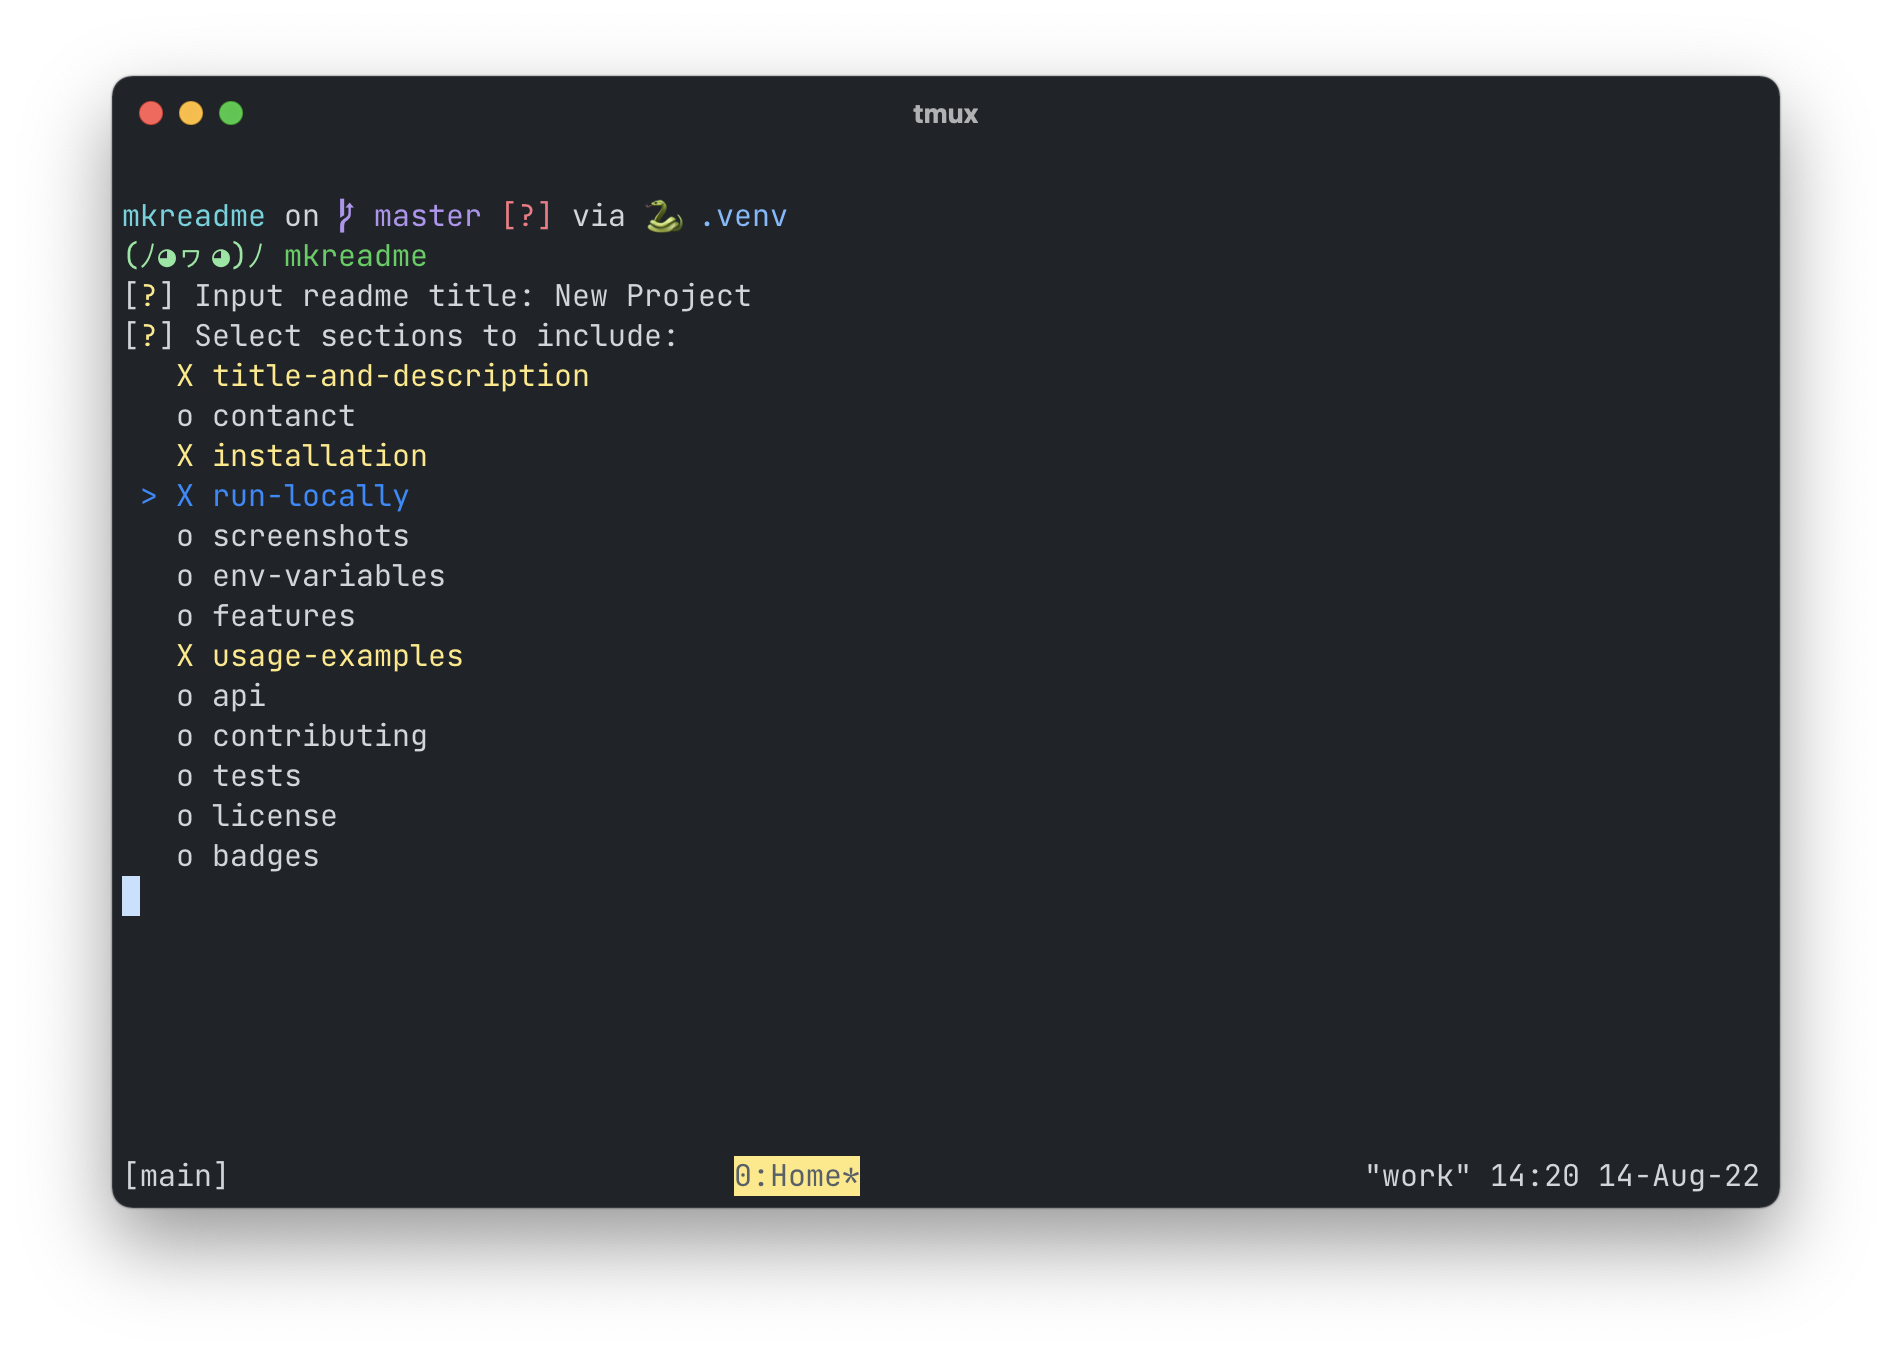 tmux
mkreadme on master [?] via 🐍 .venv
(ﾉ◕ヮ◕)ﾉ mkreadme
[?] Input readme title: New Project
[?] Select sections to include:
X title-and-description
o contanct
X installation
> X run-locally
o screenshots
o env-variables
o features
X usage-examples
o api
o contributing
o tests
o license
o badges
[main] 0:Home* "work" 14:20 14-Aug-22